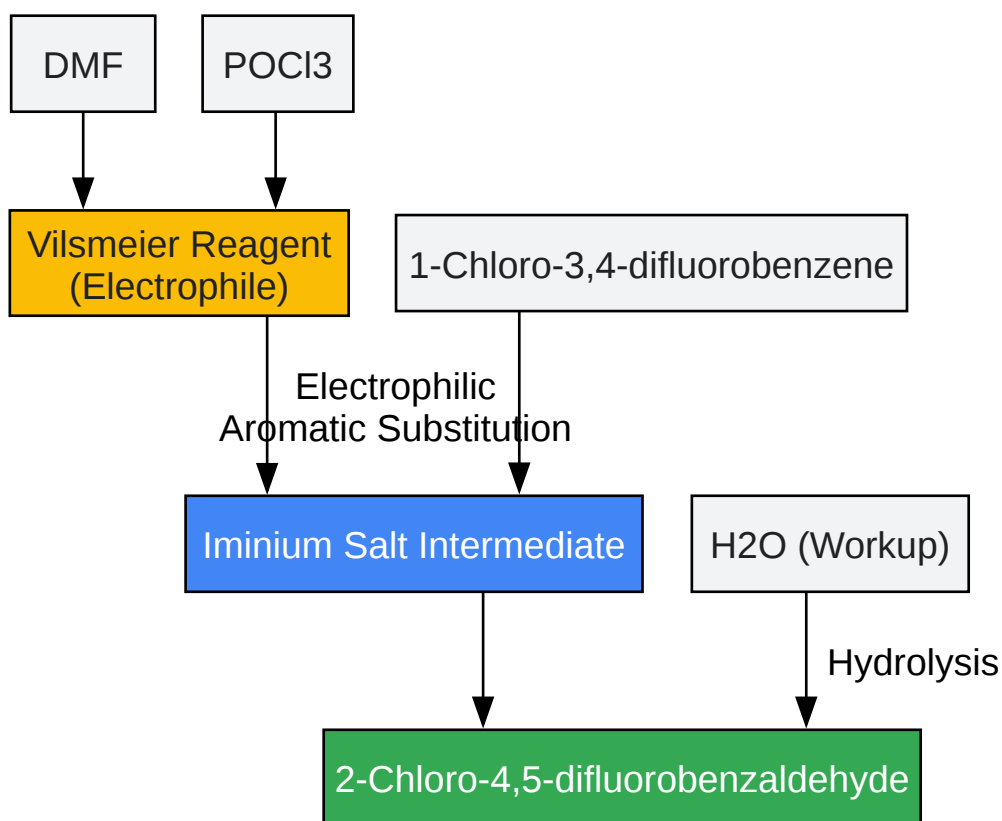 DMF
POCl3
Vilsmeier Reagent
(Electrophile)
1-Chloro-3,4-difluorobenzene
Electrophilic
Aromatic Substitution
Iminium Salt Intermediate
H2O (Workup)
Hydrolysis
2-Chloro-4,5-difluorobenzaldehyde